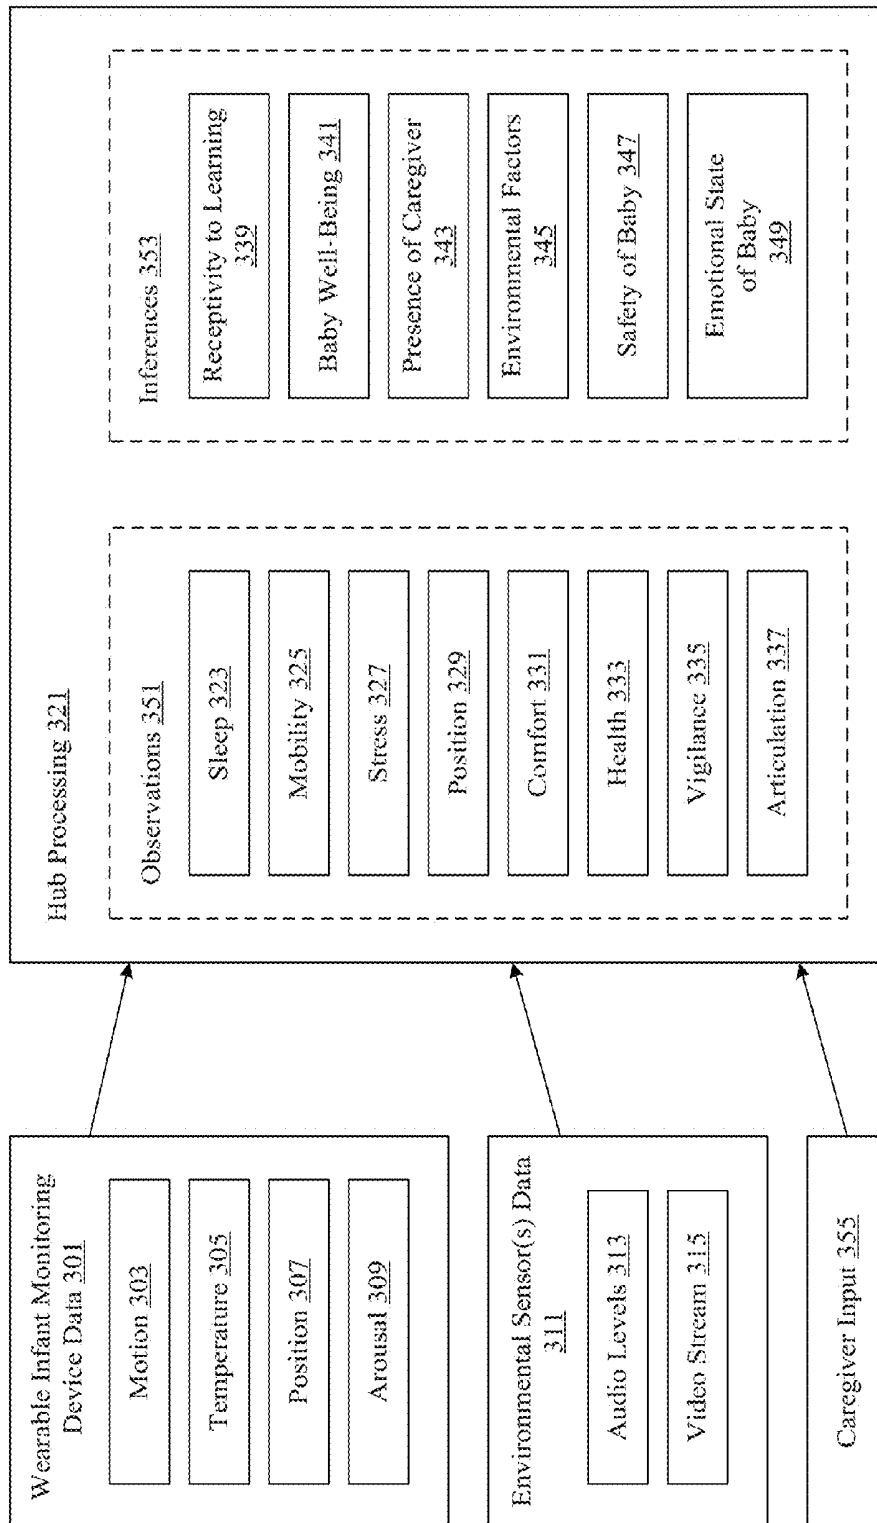 Wearable Infant Monitoring
Device Data 301
Motion 303
Temperature 305
Position 307
Arousal 309
Environmental Sensor(s) Data
311
Audio Levels 313
Video Stream 315
Caregiver Input 355
Hub Processing 321
Observations 351
Sleep 323
Mobility 325
Stress 327
Position 329
Comfort 331
Health 333
Vigilance 335
Articulation 337
Inferences 353
Receptivity to Learning
339
Baby Well-Being 341
Presence of Caregiver
343
Environmental Factors
345
Safety of Baby 347
Emotional State
of Baby
349